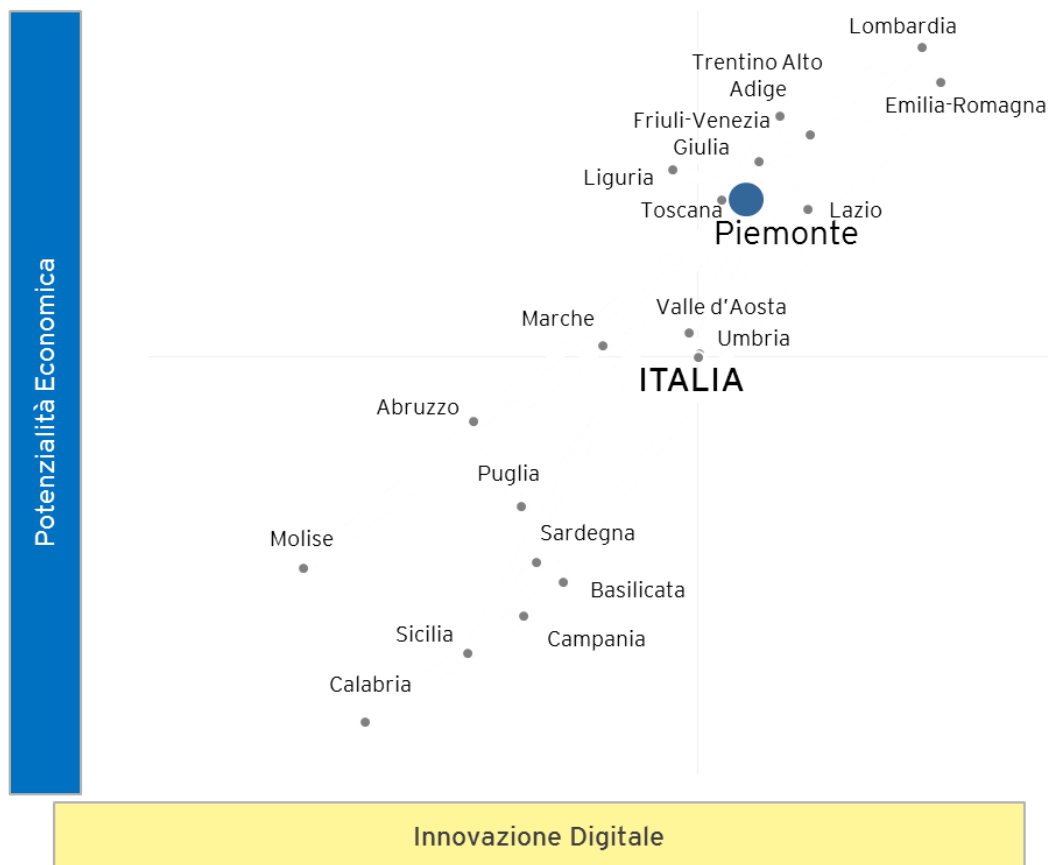 Lombardia
Trentino Alto
Adige
Emilia-Romagna
Friuli-Venezia
Giulia
Liguria
Toscana
Lazio
Piemonte
Valle d'Aosta
Marche
Umbria
ITALIA
Abruzzo
Puglia
Sardegna
Molise
Basilicata
Sicilia
Campania
Calabria
Potenzialità Economica
Innovazione Digitale